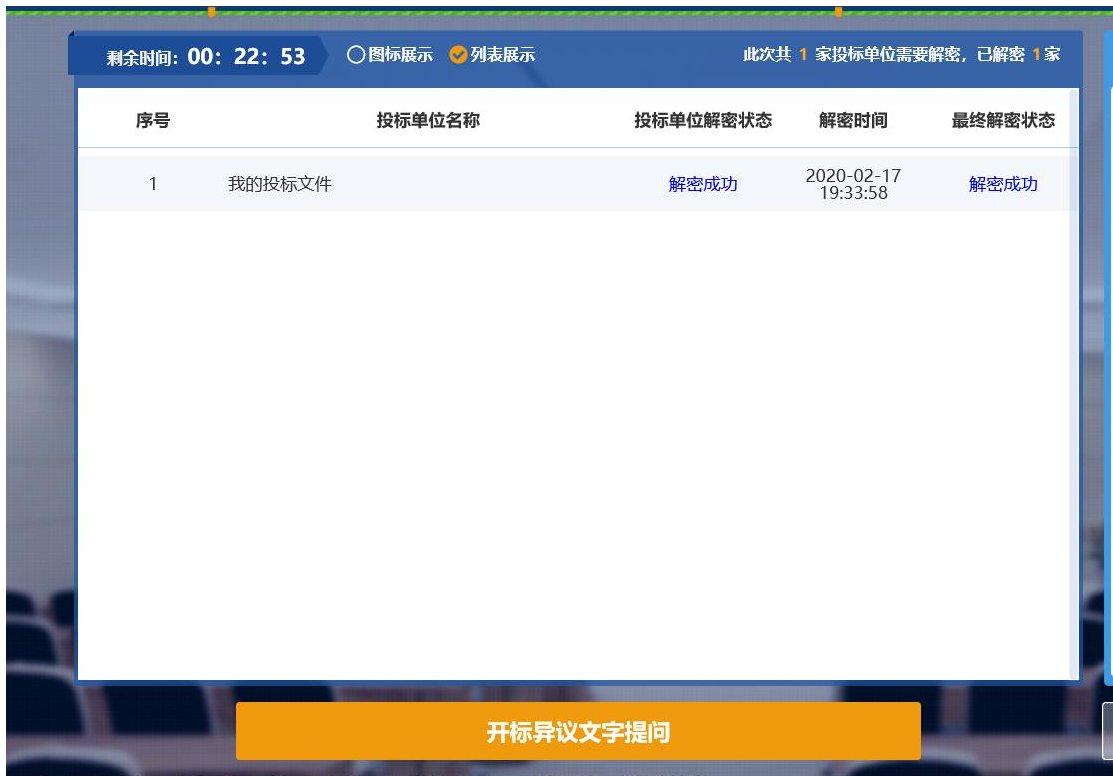 剩余时间：00：22：53 图标展示 列表展示 此次共 1 家投标单位需要解密，已解密 1家
序号 投标单位名称 投标单位解密状态 解密时间 最终解密状态
1 我的投标文件 解密成功 2020-02-17 19:33:58 解密成功
开标异议文字提问